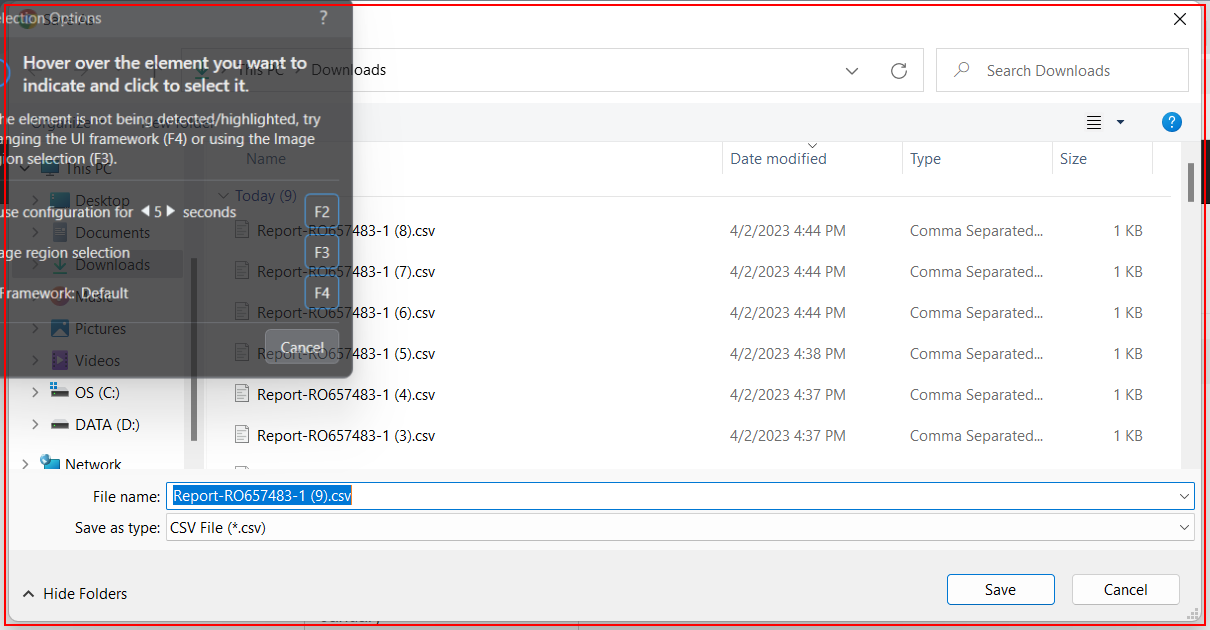 lection Options
?
Hover over the element you want to
indicate and click to select it.
he element is not being detected/highlighted, try
anging the UI framework (F4) or using the Image
ion selection (F3).
use configuration for 5 seconds
F2
age region selection
F3
Framework: Default
F4
Cancel
This PC
Downloads
Search Downloads
Organize
New folder
?
This PC
Desktop
Documents
Downloads
Music
Pictures
Videos
OS (C:)
DATA (D:)
Network
Name
Date modified
Type
Size
Today (9)
Report-RO657483-1 (8).csv 4/2/2023 4:44 PM Comma Separated... 1 KB
Report-RO657483-1 (7).csv 4/2/2023 4:44 PM Comma Separated... 1 KB
Report-RO657483-1 (6).csv 4/2/2023 4:44 PM Comma Separated... 1 KB
Report-RO657483-1 (5).csv 4/2/2023 4:38 PM Comma Separated... 1 KB
Report-RO657483-1 (4).csv 4/2/2023 4:37 PM Comma Separated... 1 KB
Report-RO657483-1 (3).csv 4/2/2023 4:37 PM Comma Separated... 1 KB
File name: Report-RO657483-1 (9).csv
Save as type: CSV File (*.csv)
Hide Folders
Save
Cancel